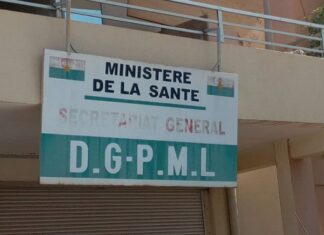 MINISTERE
DE LA SANTE
SECRETARIAT GENERAL
D.G-P.M.L